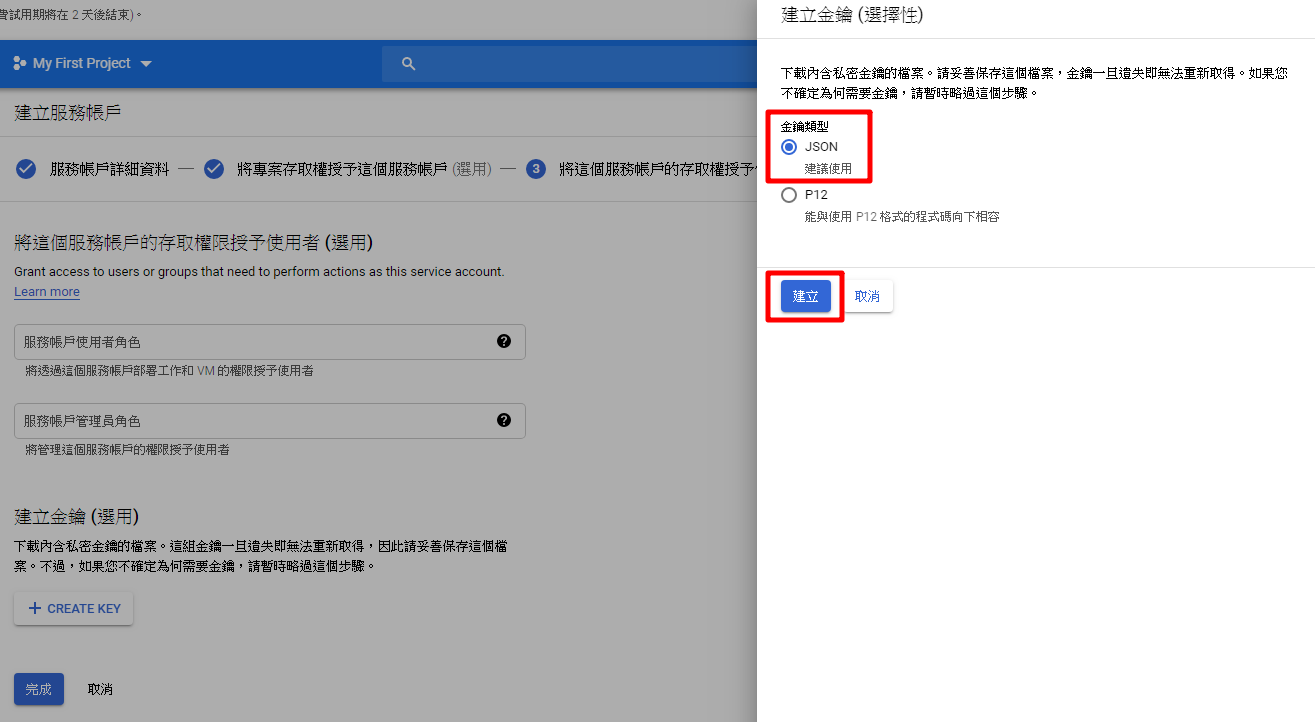 費試用期將在 2 天後結束)。
My First Project
建立服務帳戶
服務帳戶詳細資料
將專案存取權授予這個服務帳戶 (選用)
3 將這個服務帳戶的存取權授予
將這個服務帳戶的存取權限授予使用者 (選用)
Grant access to users or groups that need to perform actions as this service account.
Learn more
服務帳戶使用者角色
將透過這個服務帳戶部署工作和 VM 的權限授予使用者
服務帳戶管理員角色
將管理這個服務帳戶的權限授予使用者
建立金鑰 (選用)
下載內含私密金鑰的檔案。這組金鑰一旦遺失即無法重新取得,因此請妥善保存這個檔
案。不過,如果您不確定為何需要金鑰,請暫時略過這個步驟。
CREATE KEY
完成
取消
建立金鑰 (選擇性)
下載內含私密金鑰的檔案。請妥善保存這個檔案,金鑰一旦遺失即無法重新取得。如果您
不確定為何需要金鑰,請暫時略過這個步驟。
金鑰類型
JSON
建議使用
P12
能與使用 P12 格式的程式碼向下相容
建立
取消